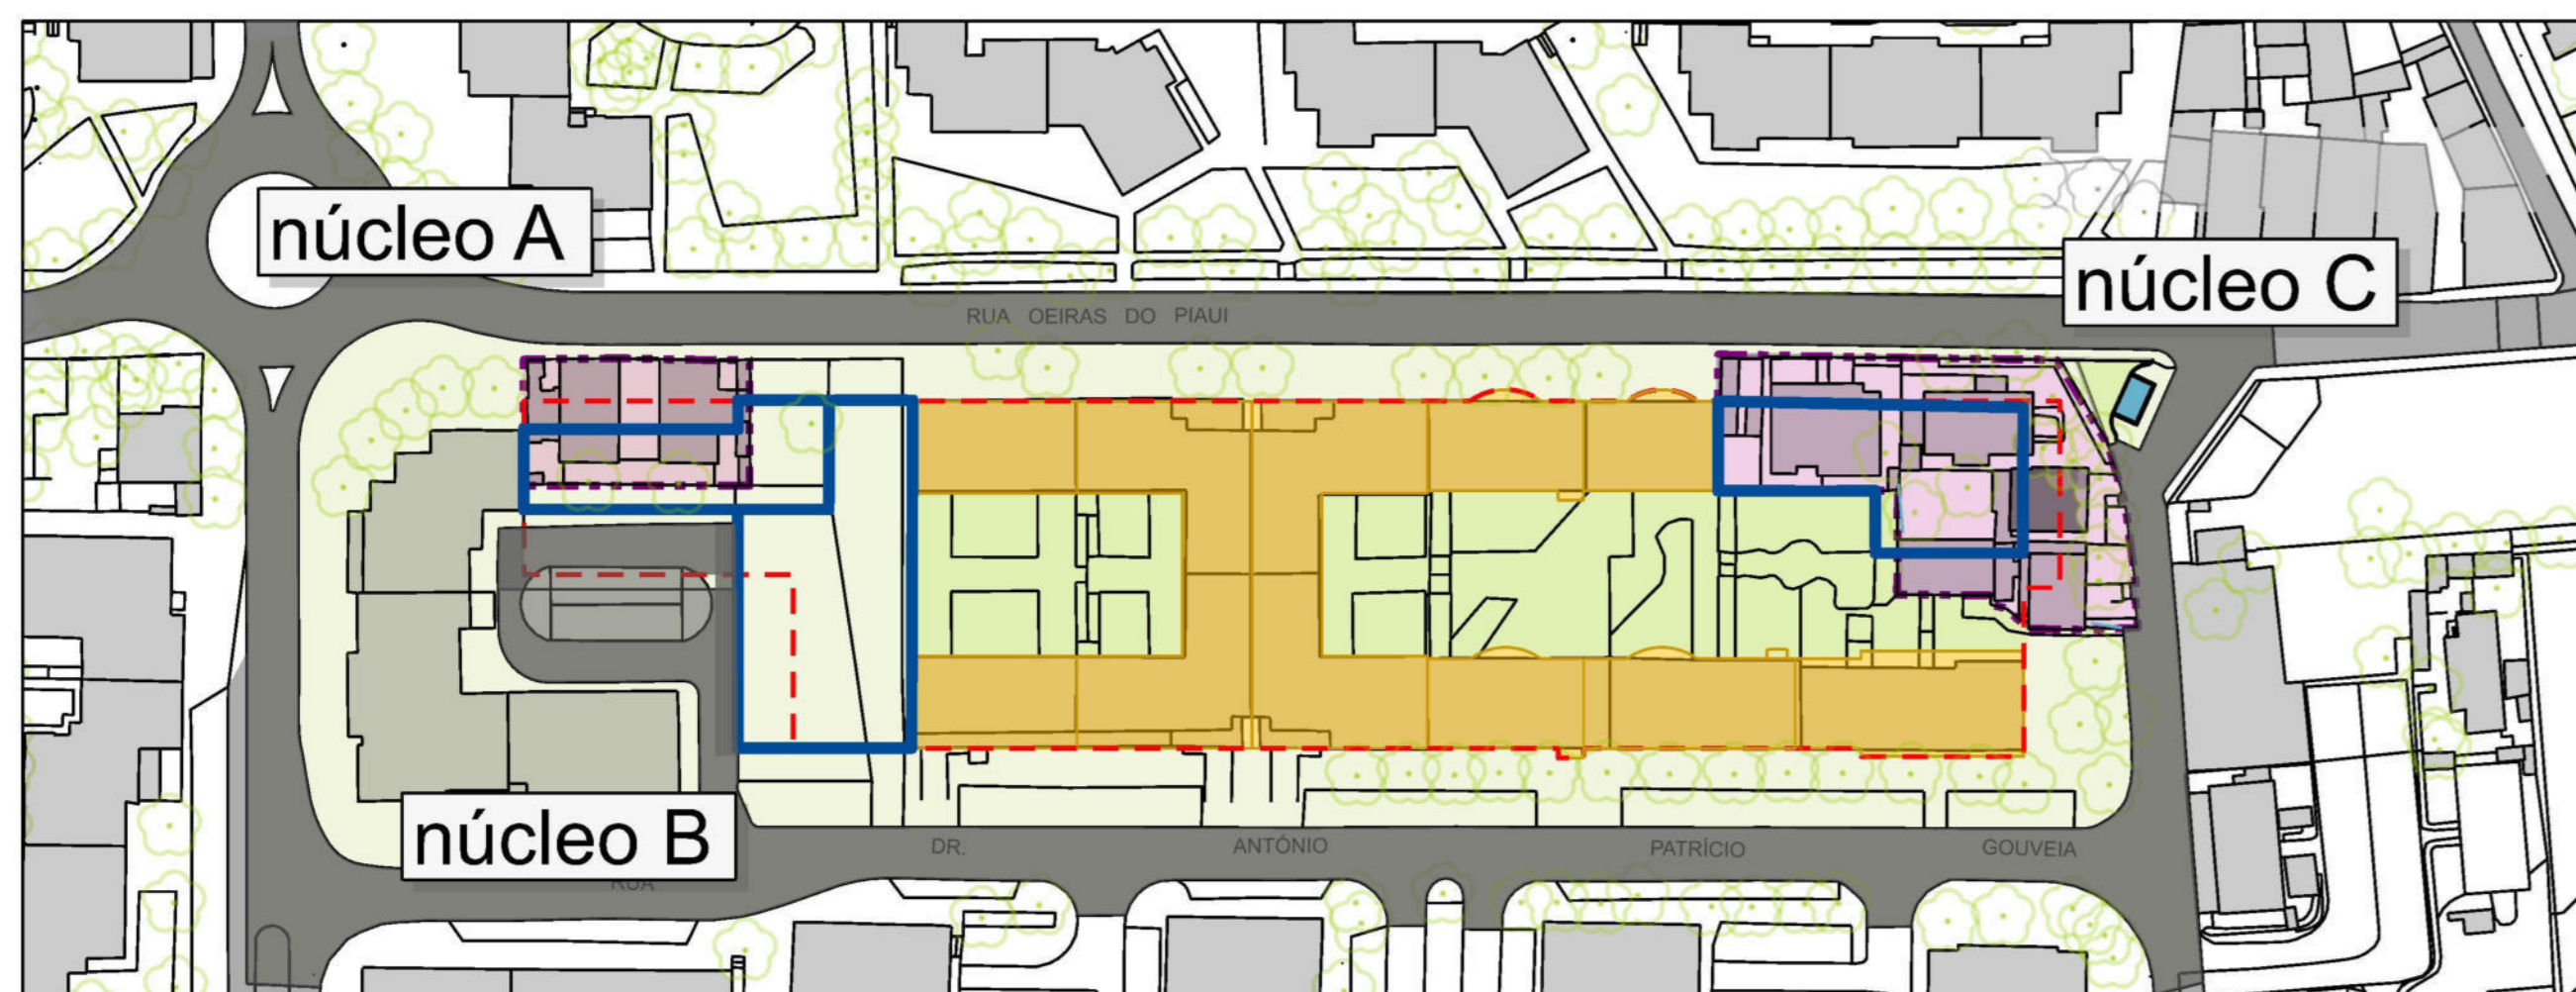 núcleo A
núcleo C
RUA OEIRAS DO PIAUI
núcleo B
RUA DR. ANTÓNIO PATRÍCIO GOUVEIA